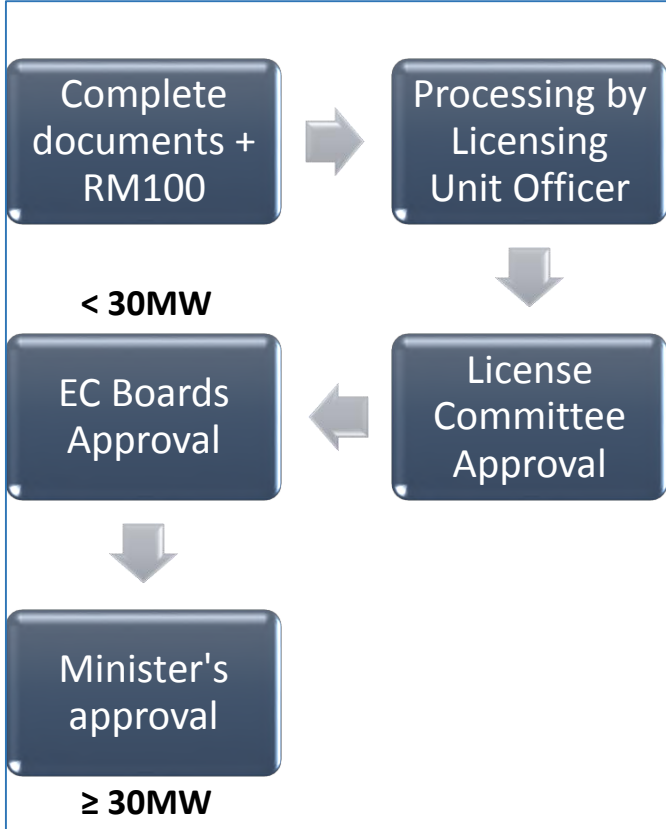 Complete
documents +
RM100
Processing by
Licensing
Unit Officer
License
Committee
Approval
< 30MW
EC Boards
Approval
Minister's
approval
≥ 30MW